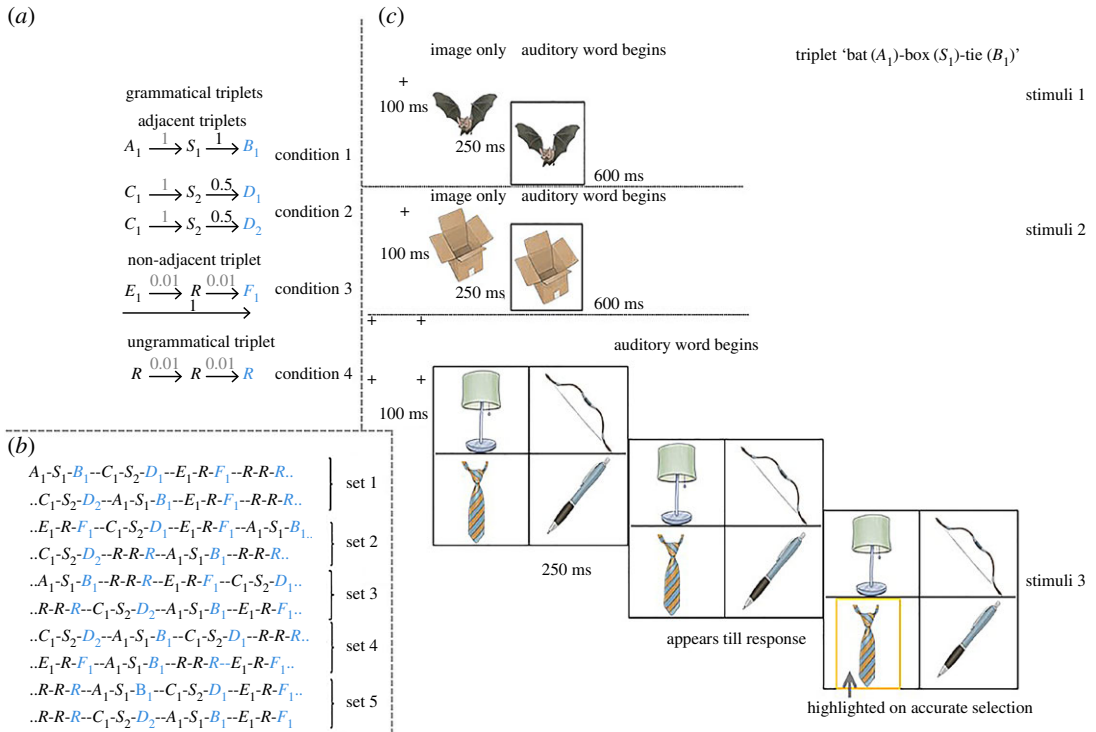 (a)
grammatical triplets
adjacent triplets
A₁ 1 S₁ 1 B₁ condition 1
C₁ 1 S₂ 0.5 D₁
condition 2
C₁ 1 S₂ 0.5 D₂
non-adjacent triplet
E₁ 0.01 R 0.01 F₁ condition 3
1
ungrammatical triplet
R 0.01 R 0.01 R condition 4
(b)
A₁-S₁-B₁--C₁-S₂-D₁--E₁-R-F₁--R-R-R..
set 1
..C₁-S₂-D₂--A₁-S₁-B₁--E₁-R-F₁--R-R-R..
..E₁-R-F₁--C₁-S₂-D₁--E₁-R-F₁--A₁-S₁-B₁..
set 2
..C₁-S₂-D₂--R-R-R--A₁-S₁-B₁--R-R-R..
..A₁-S₁-B₁--R-R-R--E₁-R-F₁--C₁-S₂-D₁..
set 3
..R-R-R--C₁-S₂-D₂--A₁-S₁-B₁--E₁-R-F₁..
..C₁-S₂-D₂--A₁-S₁-B₁--C₁-S₂-D₁--R-R-R..
set 4
..E₁-R-F₁--A₁-S₁-B₁--R-R-R--E₁-R-F₁..
..R-R-R--A₁-S₁-B₁--C₁-S₂-D₁--E₁-R-F₁..
set 5
..R-R-R--C₁-S₂-D₂--A₁-S₁-B₁--E₁-R-F₁
(c)
image only auditory word begins
triplet ‘bat (A₁)-box (S₁)-tie (B₁)’
+
100 ms
stimuli 1
250 ms
600 ms
image only auditory word begins
+
stimuli 2
100 ms
250 ms
600 ms
+ +
auditory word begins
+ +
100 ms
250 ms
stimuli 3
appears till response
highlighted on accurate selection